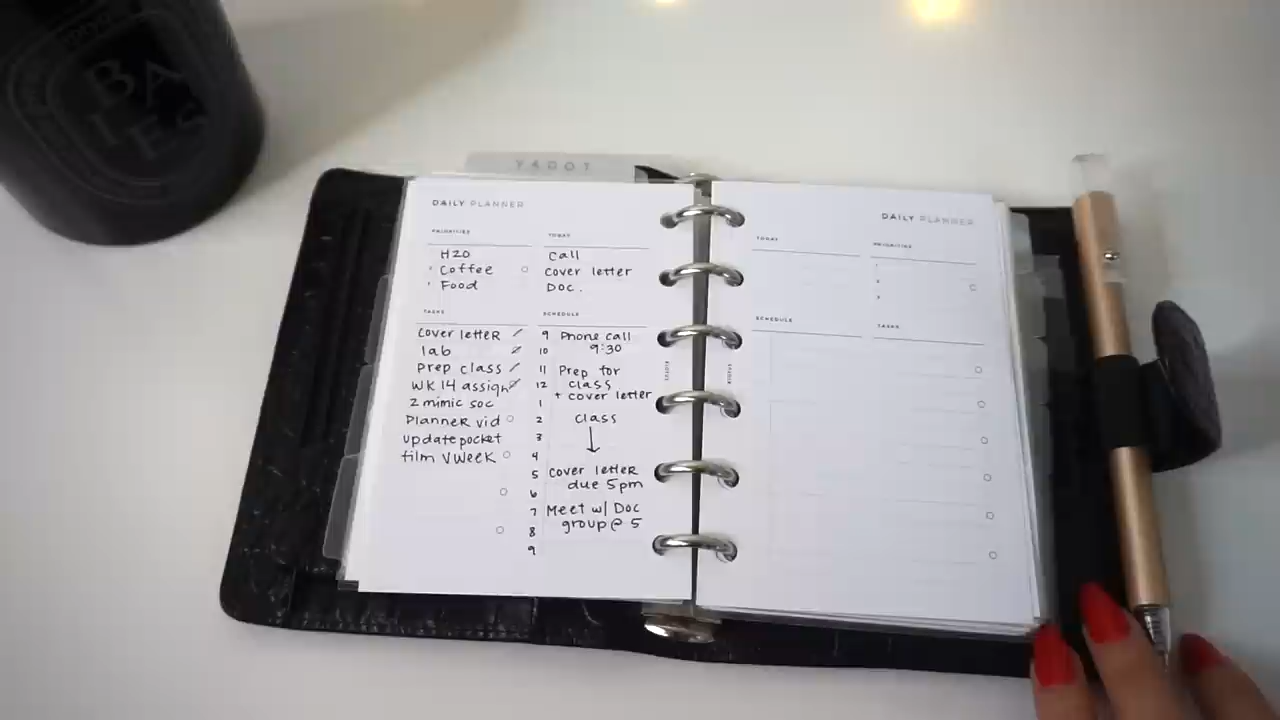 BA
IES
TODAY
DAILY PLANNER
PRIORITIES
H2O
Coffee
Food
TODAY
Call
cover letter
DOC.
TASKS
cover letter
lab
prep class
WK 14 assign
2 mimic soc
planner vid
update pocket
film vweek
SCHEDULE
9 Phone call
10 9:30
11 Prep for
12 class
+ cover letter
1
2 class
3
4
5 cover letter
due 5pm
6
7 Meet w/ Doc
8 group @ 5
9
DAILY PLANNER
TODAY
PRIORITIES
SCHEDULE
TASKS